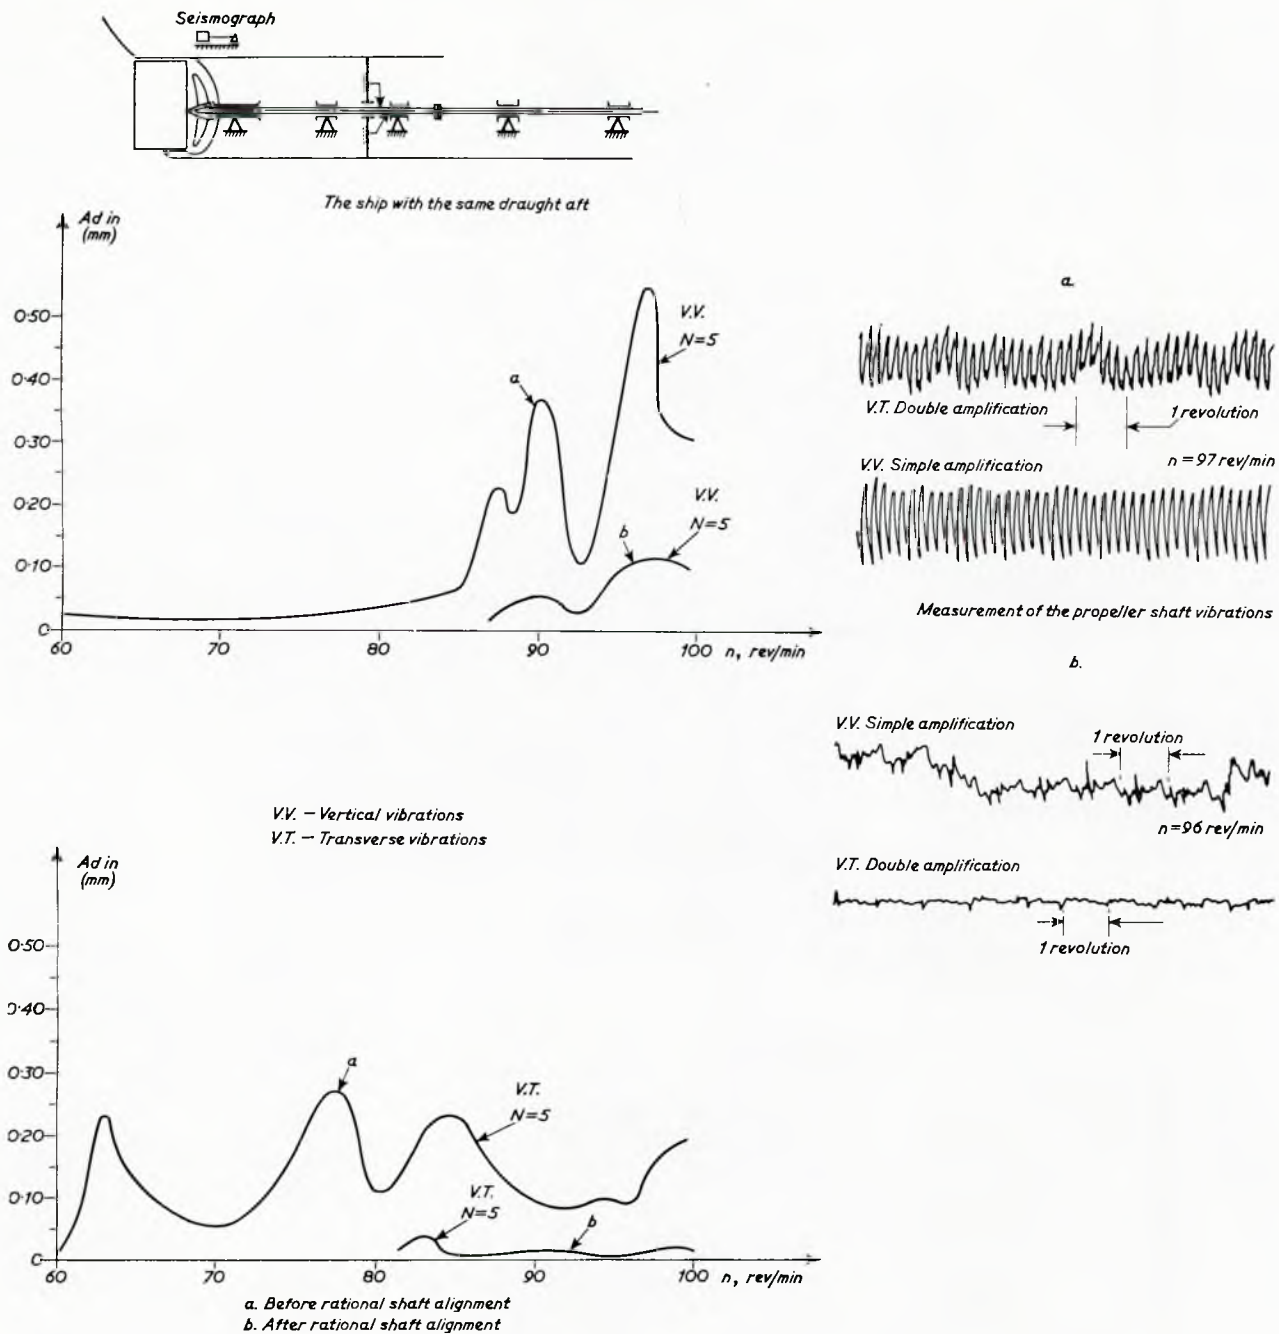 Seismograph
The ship with the same draught aft
Ad in
(mm)
0·50
0·40
0·30
0·20
0·10
0
60
70
80
90
100
n, rev/min
a
V.V.
N=5
b
V.V.
N=5
a
V.T. Double amplification
1 revolution
n = 97 rev/min
V.V. Simple amplification
Measurement of the propeller shaft vibrations
b.
V.V. Simple amplification
1 revolution
n=96 rev/min
V.T. Double amplification
1 revolution
V.V. – Vertical vibrations
V.T. – Transverse vibrations
Ad in
(mm)
0·50
0·40
0·30
0·20
0·10
0
60
70
80
90
100
n, rev/min
a
V.T.
N=5
V.T.
N=5
b
a. Before rational shaft alignment
b. After rational shaft alignment